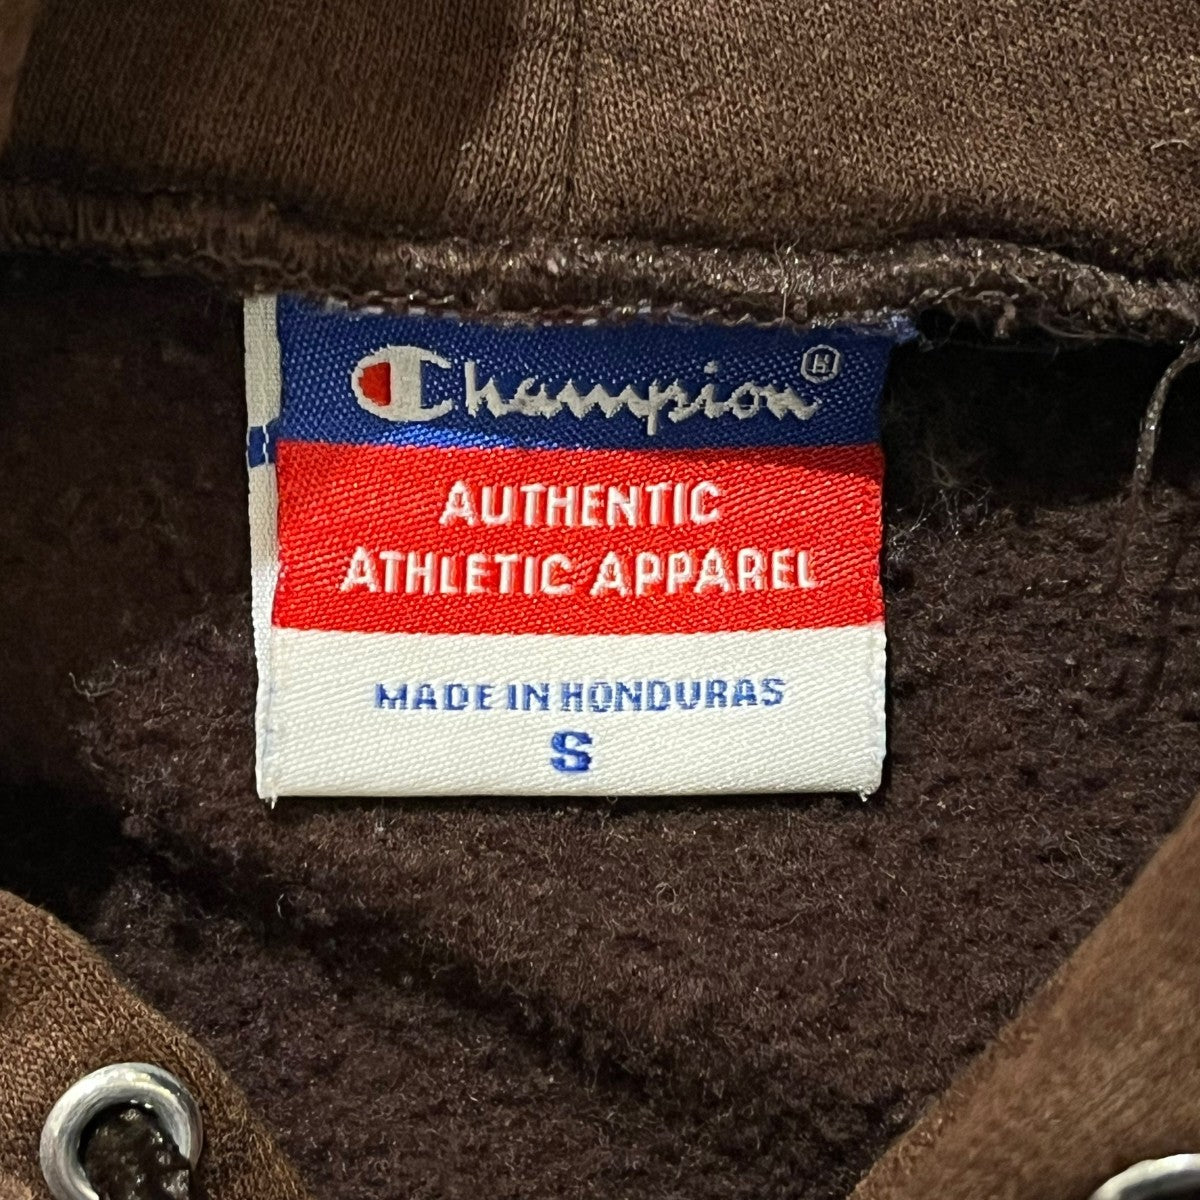 Champion®
AUTHENTIC
ATHLETIC APPAREL
MADE IN HONDURAS
S